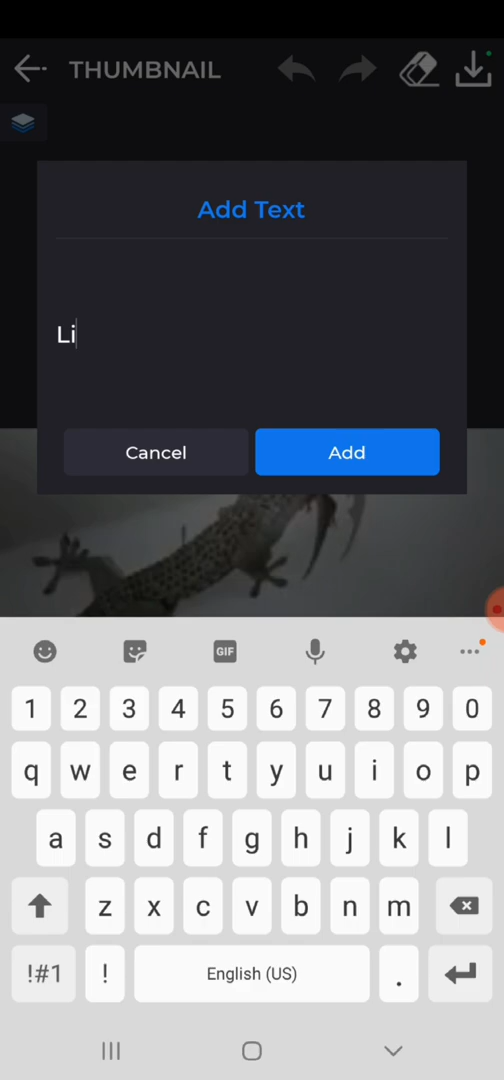 THUMBNAIL
Add Text
Li
Cancel
Add
GIF
1 2 3 4 5 6 7 8 9 0
q w e r t y u i o p
a s d f g h j k l
z x c v b n m
!#1 ! English (US) .